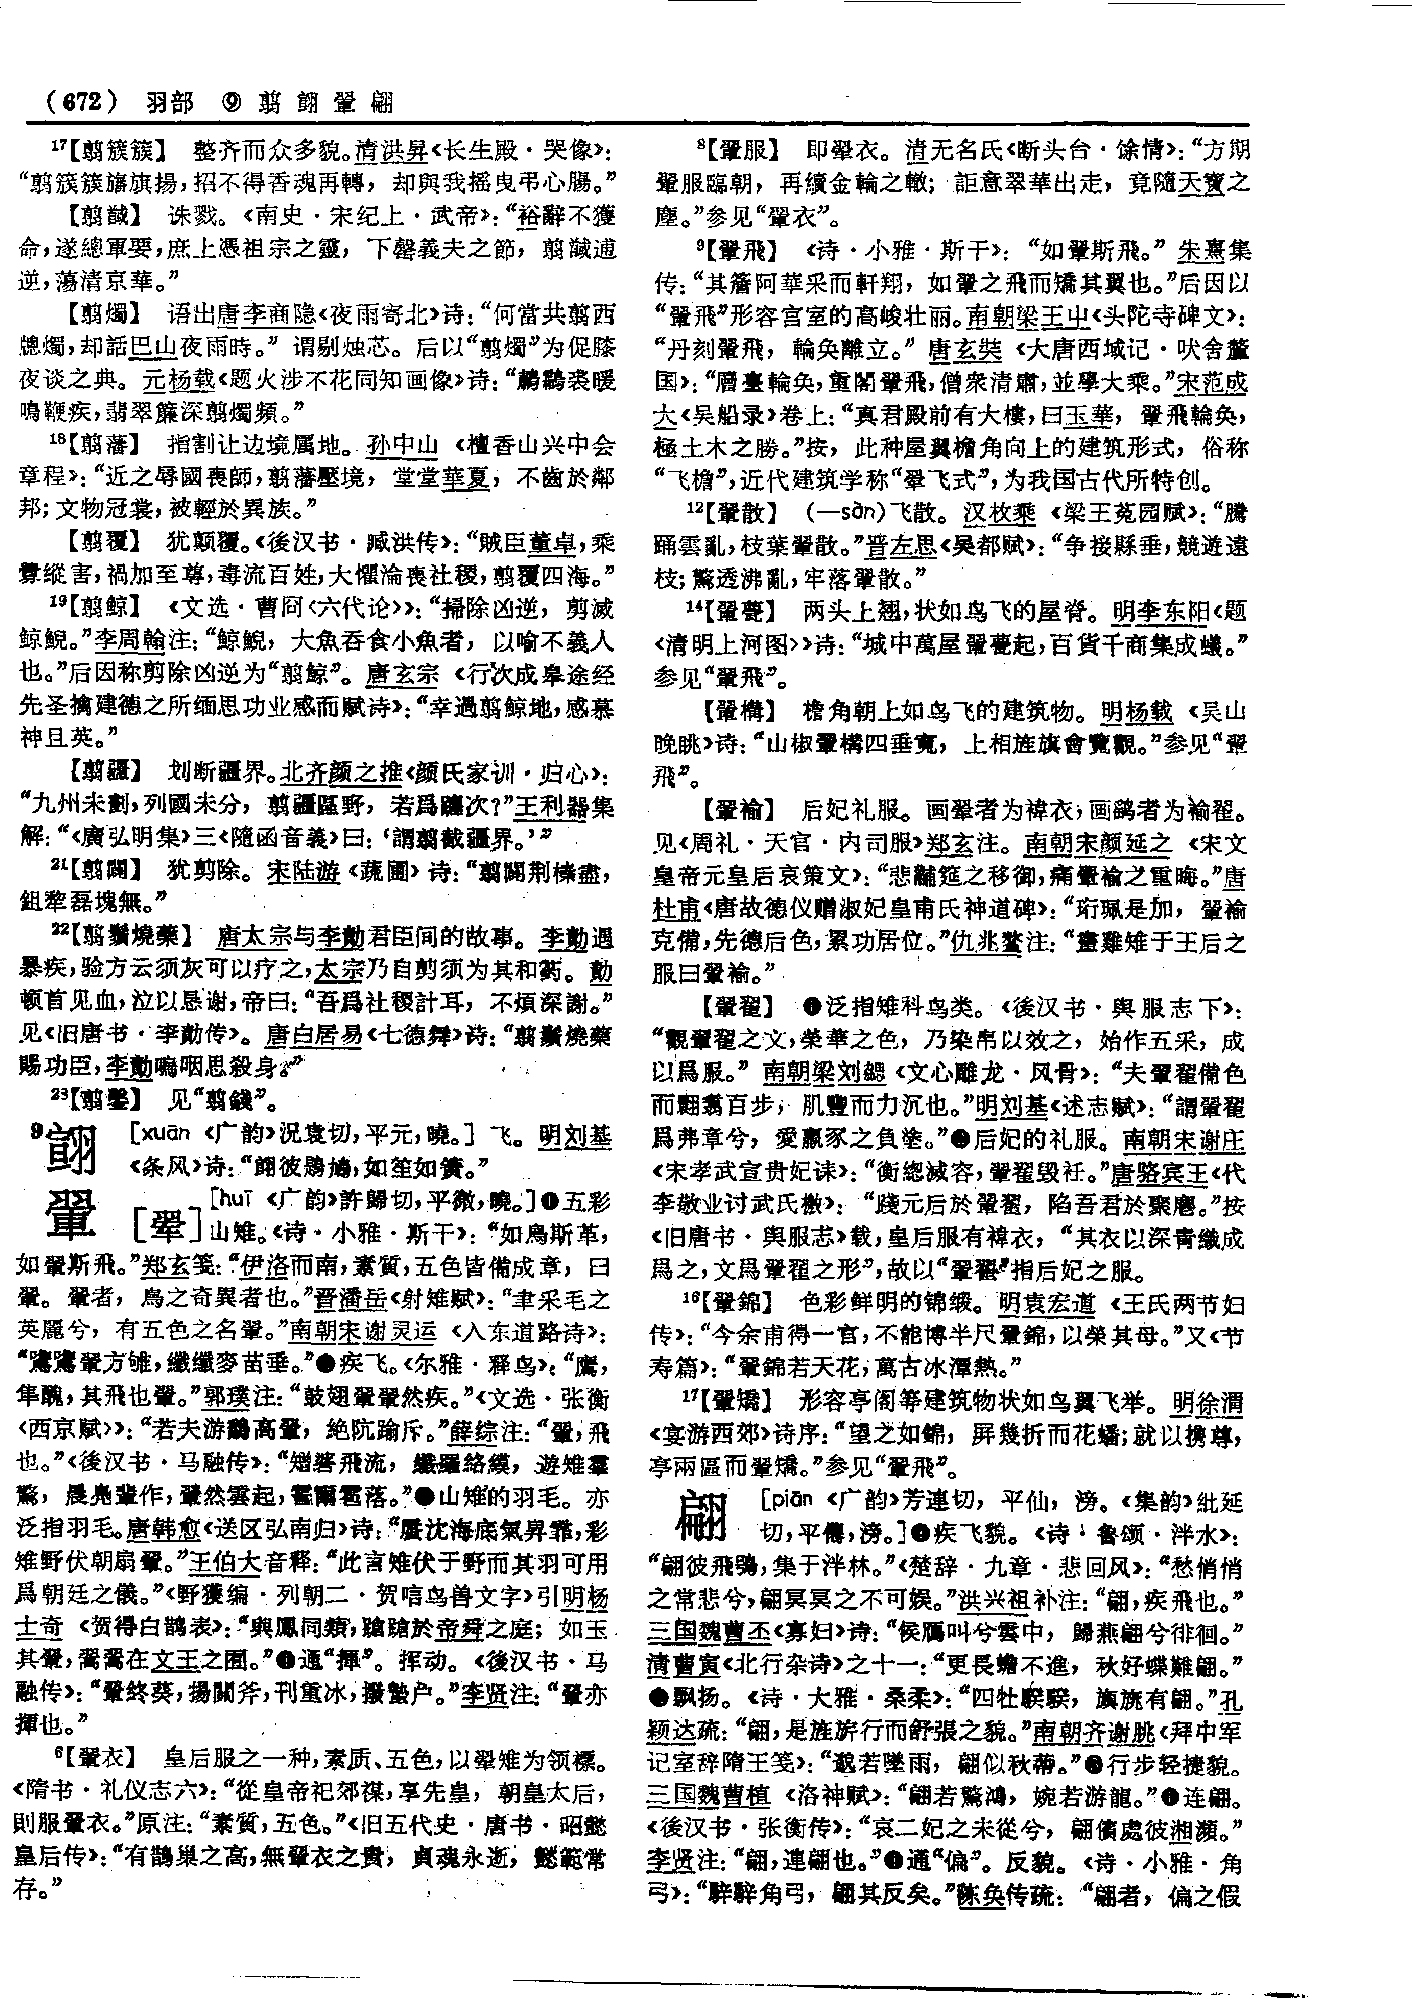 (672) 羽部 ⑨ 翦 翧 翬 翩
17【翦簇簇】 整齐而众多貌。清洪昇《长生殿·哭像》：
“翦簇簇旛旗揚，招不得香魂再轉，却與我摇曳弔心腸。”
【翦馘】 诛戮。《南史·宋纪上·武帝》：“裕辭不獲
命，遂總軍要，庶上憑祖宗之靈，下罄義夫之節，翦馘逋
逆，蕩清京華。”
【翦燭】 语出唐李商隐《夜雨寄北》诗：“何當共翦西
牕燭，却話巴山夜雨時。”谓剔烛芯。后以“翦燭”为促膝
夜谈之典。元杨载《题火涉不花同知画像》诗：“鷫鸘裘暖
鳴鞭疾，翡翠簾深翦燭頻。”
18【翦藩】 指割让边境属地。孙中山《檀香山兴中会
章程》：“近之辱國喪師，翦藩壓境，堂堂華夏，不齒於鄰
邦；文物冠裳，被輕於異族。”
【翦覆】 犹颠覆。《後汉书·臧洪传》：“賊臣董卓，乘
釁縱害，禍加至尊，毒流百姓，大懼淪喪社稷，翦覆四海。”
19【翦鲸】 《文选·曹冏〈六代论〉》：“掃除凶逆，剪滅
鲸鯢。”李周翰注：“鯨鯢，大魚吞食小魚者，以喻不義人
也。”后因称剪除凶逆为“翦鲸”。唐玄宗《行次成皋途经
先圣擒建德之所缅思功业感而赋诗》：“幸過翦鲸地，感慕
神且英。”
【翦疆】 划断疆界。北齐颜之推《颜氏家训·归心》：
“九州未劃，列國未分，翦疆區野，若爲躔次？”王利器集
解：“《廣弘明集》三《隨函音義》曰：‘謂翦截疆界。’”
21【翦闢】 犹剪除。宋陆游《蔬圃》诗：“翦闢荆榛盡，
鉏犂磊塊無。”
22【翦鬚燒藥】 唐太宗与李勣君臣间的故事。李勣遇
暴疾，验方云须灰可以疗之，太宗乃自剪须为其和药。勣
顿首见血，泣以恳谢，帝曰：“吾爲社稷計耳，不煩深謝。”
见《旧唐书·李勣传》。唐白居易《七德舞》诗：“翦鬚燒藥
賜功臣，李勣嗚咽思殺身。”
23【翦鑿】 见“翦錢”。
9翧 [xuān 《广韵》況袁切，平元，曉。]飞。明刘基
《条风》诗：“翧彼鴳鳩，如笙如簧。”
翬[翚] [huī 《广韵》許歸切，平微，曉。]❶五彩
山雉。《诗·小雅·斯干》：“如鳥斯革，
如翬斯飛。”郑玄笺：“伊洛而南，素質，五色皆備成章，曰
翬。翬者，鳥之奇異者也。”晋潘岳《射雉赋》：“聿采毛之
英麗兮，有五色之名翬。”南朝宋谢灵运《入东道路诗》：
“鷕鷕翬方雊，纖纖麥苗垂。”❷疾飞。《尔雅·释鸟》：“鷹，
隼醜，其飛也翬。”郭璞注：“鼓翅翬翬然疾。”《文选·张衡
〈西京赋〉》：“若夫游鷮高翬，絶阬踰斥。”薛综注：“翬，飛
也。”《後汉书·马融传》：“矰碆飛流，纖羅絡縸，遊雉羣
驚，晨鳧輩作，翬然雲起，霅爾雹落。”❸山雉的羽毛。亦
泛指羽毛。唐韩愈《送区弘南归》诗：“蜃沈海底氣昇霏，彩
雉野伏朝扇翬。”王伯大音释：“此言雉伏于野而其羽可用
爲朝廷之儀。”《野獲编·列朝二·贺唁鸟兽文字》引明杨
士奇《贺得白鹊表》：“與鳳同類，蹌蹌於帝舜之庭；如玉
其翬，翯翯在文王之囿。”❹通“揮”。挥动。《後汉书·马
融传》：“翬终葵，揚關斧，刊重冰，撥蟄户。”李贤注：“翬亦
揮也。”
6【翬衣】 皇后服之一种，素质、五色，以翚雉为领褾。
《隋书·礼仪志六》：“從皇帝祀郊禖，享先皇，朝皇太后，
則服翬衣。”原注：“素質，五色。”《旧五代史·唐书·昭懿
皇后传》：“有鹊巢之高，無翬衣之貴，貞魂永逝，懿範常
存。”
8【翬服】 即翚衣。清无名氏《断头台·馀情》：“方期
翬服臨朝，再續金輪之轍；詎意翠華出走，竟隨天寶之
塵。”参见“翬衣”。
9【翬飛】 《诗·小雅·斯干》：“如翬斯飛。”朱熹集
传：“其簷阿華采而軒翔，如翬之飛而矯其翼也。”后因以
“翬飛”形容宫室的高峻壮丽。南朝梁王屮《头陀寺碑文》：
“丹刻翬飛，輪奂離立。”唐玄奘《大唐西域记·吠舍釐
国》：“層臺輪奂，重閣翬飛，僧衆清肅，並學大乘。”宋范成
大《吴船录》卷上：“真君殿前有大樓，曰玉華，翬飛輪奂，
極土木之勝。”按，此种屋翼檐角向上的建筑形式，俗称
“飞檐”，近代建筑学称“翚飞式”，为我国古代所特创。
12【翬散】 (—sàn)飞散。汉枚乘《梁王菟园赋》：“騰
踊雲亂，枝葉翬散。”晋左思《吴都赋》：“争接縣垂，競遊遠
枝；驚透沸亂，牢落翬散。”
14【翬甍】 两头上翘，状如鸟飞的屋脊。明李东阳《题
〈清明上河图〉》诗：“城中萬屋翬甍起，百貨千商集成蟻。”
参见“翬飛”。
【翬構】 檐角朝上如鸟飞的建筑物。明杨载《吴山
晚眺》诗：“山椒翬構四垂寬，上相旌旗會覽觀。”参见“翬
飛”。
【翬褕】 后妃礼服。画翚者为褘衣，画鹞者为褕翟。
见《周礼·天官·内司服》郑玄注。南朝宋颜延之《宋文
皇帝元皇后哀策文》：“悲黼筵之移御，痛翬褕之重晦。”唐
杜甫《唐故德仪赠淑妃皇甫氏神道碑》：“珩珮是加，翬褕
克備，先德后色，累功居位。”仇兆鳌注：“畫雞雉于王后之
服曰翬褕。”
【翬翟】 ❶泛指雉科鸟类。《後汉书·舆服志下》：
“觀翬翟之文，榮華之色，乃染帛以效之，始作五采，成
以爲服。”南朝梁刘勰《文心雕龙·风骨》：“夫翬翟備色
而翾翥百步，肌豐而力沉也。”明刘基《述志赋》：“謂翬翟
爲弗章兮，愛羸豕之負塗。”❷后妃的礼服。南朝宋谢庄
《宋孝武宣贵妃诔》：“衡緫滅容，翬翟毁衽。”唐骆宾王《代
李敬业讨武氏檄》：“踐元后於翬翟，陷吾君於聚麀。”按
《旧唐书·舆服志》载，皇后服有褘衣，“其衣以深青織成
爲之，文爲翬翟之形”，故以“翬翟”指后妃之服。
16【翬錦】 色彩鲜明的锦缎。明袁宏道《王氏两节妇
传》：“今余甫得一官，不能博半尺翬錦，以榮其母。”又《节
寿篇》：“翬錦若天花，萬古冰潭熱。”
17【翬矯】 形容亭阁等建筑物状如鸟翼飞举。明徐渭
《宴游西郊》诗序：“望之如錦，屏幾折而花蟠；就以携尊，
亭兩區而翬矯。”参见“翬飛”。
翩 [piān 《广韵》芳連切，平仙，滂。《集韵》紕延
切，平僊，滂。]❶疾飞貌。《诗·鲁颂·泮水》：
“翩彼飛鴞，集于泮林。”《楚辞·九章·悲回风》：“愁悄悄
之常悲兮，翩冥冥之不可娱。”洪兴祖补注：“翩，疾飛也。”
三国魏曹丕《寡妇》诗：“候鴈叫兮雲中，歸燕翩兮徘徊。”
清曹寅《北行杂诗》之十一：“更長蟾不進，秋好蝶難翩。”
❷飘扬。《诗·大雅·桑柔》：“四牡騤騤，旟旐有翩。”孔
颖达疏：“翩，是旌旂行而舒張之貌。”南朝齐谢朓《拜中军
记室辞隋王笺》：“邈若墜雨，翩似秋蔕。”❸行步轻捷貌。
三国魏曹植《洛神赋》：“翩若驚鴻，婉若游龍。”❹连翩。
《後汉书·张衡传》：“哀二妃之未從兮，翩儐處彼湘瀕。”
李贤注：“翩，連翩也。”❺通“偏”。反貌。《诗·小雅·角
弓》：“騂騂角弓，翩其反矣。”陈奂传疏：“翩者，偏之假